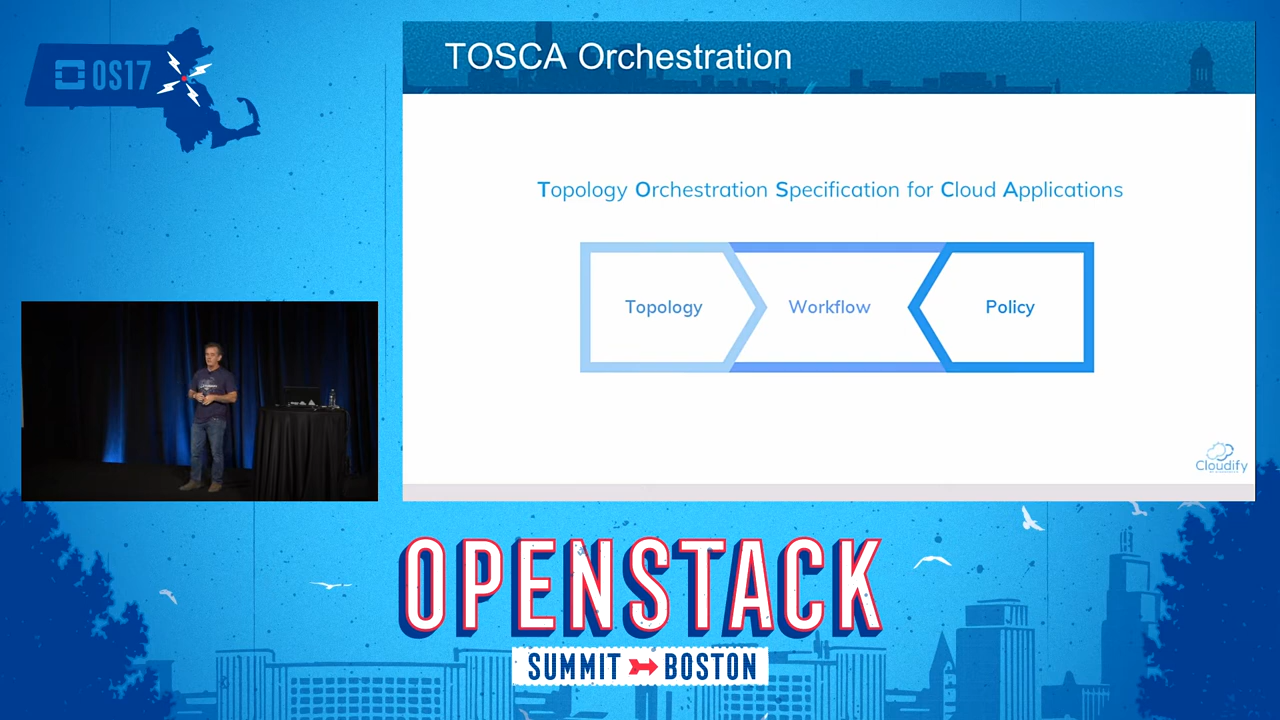 OS17
TOSCA Orchestration
Topology Orchestration Specification for Cloud Applications
Topology
Workflow
Policy
Cloudify
OPENSTACK
SUMMIT BOSTON